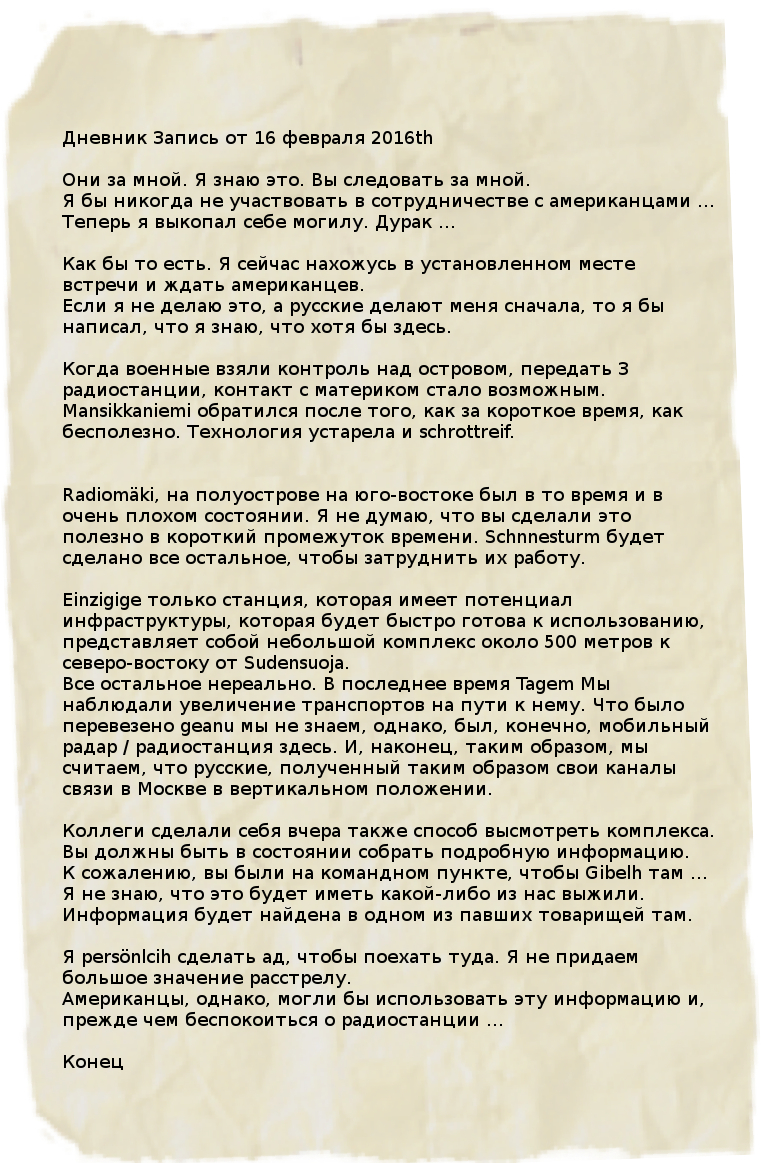 Дневник Запись от 16 февраля 2016th
Они за мной. Я знаю это. Вы следовать за мной.
Я бы никогда не участвовать в сотрудничестве с американцами ...
Теперь я выкопал себе могилу. Дурак ...
Как бы то есть. Я сейчас нахожусь в установленном месте
встречи и ждать американцев.
Если я не делаю это, а русские делают меня сначала, то я бы
написал, что я знаю, что хотя бы здесь.
Когда военные взяли контроль над островом, передать 3
радиостанции, контакт с материком стало возможным.
Mansikkaniemi обратился после того, как за короткое время, как
бесполезно. Технология устарела и schrottreif.
Radiomäki, на полуострове на юго-востоке был в то время и в
очень плохом состоянии. Я не думаю, что вы сделали это
полезно в короткий промежуток времени. Schnnesturm будет
сделано все остальное, чтобы затруднить их работу.
Einzigige только станция, которая имеет потенциал
инфраструктуры, которая будет быстро готова к использованию,
представляет собой небольшой комплекс около 500 метров к
северо-востоку от Sudensuoja.
Все остальное нереально. В последнее время Tagem Мы
наблюдали увеличение транспортов на пути к нему. Что было
перевезено geanu мы не знаем, однако, был, конечно, мобильный
радар / радиостанция здесь. И, наконец, таким образом, мы
считаем, что русские, полученный таким образом свои каналы
связи в Москве в вертикальном положении.
Коллеги сделали себя вчера также способ высмотреть комплекса.
Вы должны быть в состоянии собрать подробную информацию.
К сожалению, вы были на командном пункте, чтобы Gibelh там ...
Я не знаю, что это будет иметь какой-либо из нас выжили.
Информация будет найдена в одном из павших товарищей там.
Я persönlcih сделать ад, чтобы поехать туда. Я не придаем
большое значение расстрелу.
Американцы, однако, могли бы использовать эту информацию и,
прежде чем беспокоиться о радиостанции ...
Конец